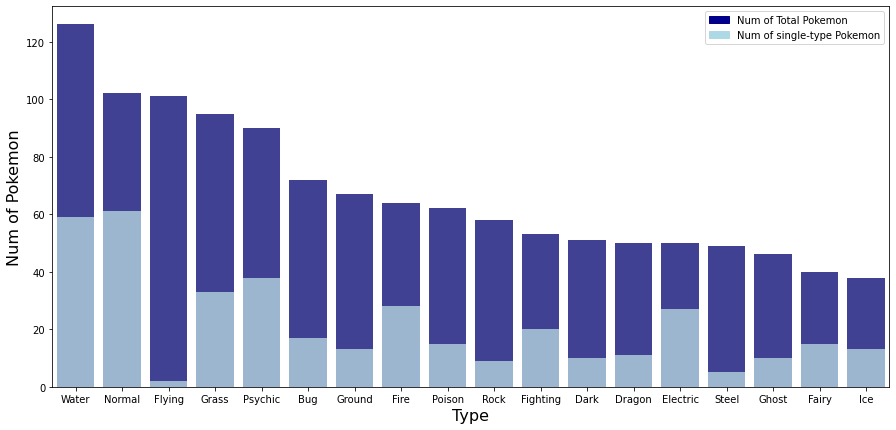 Num of Total Pokemon
Num of single-type Pokemon
Num of Pokemon
120
100
80
60
40
20
0
Water Normal Flying Grass Psychic Bug Ground Fire Poison Rock Fighting Dark Dragon Electric Steel Ghost Fairy Ice
Type